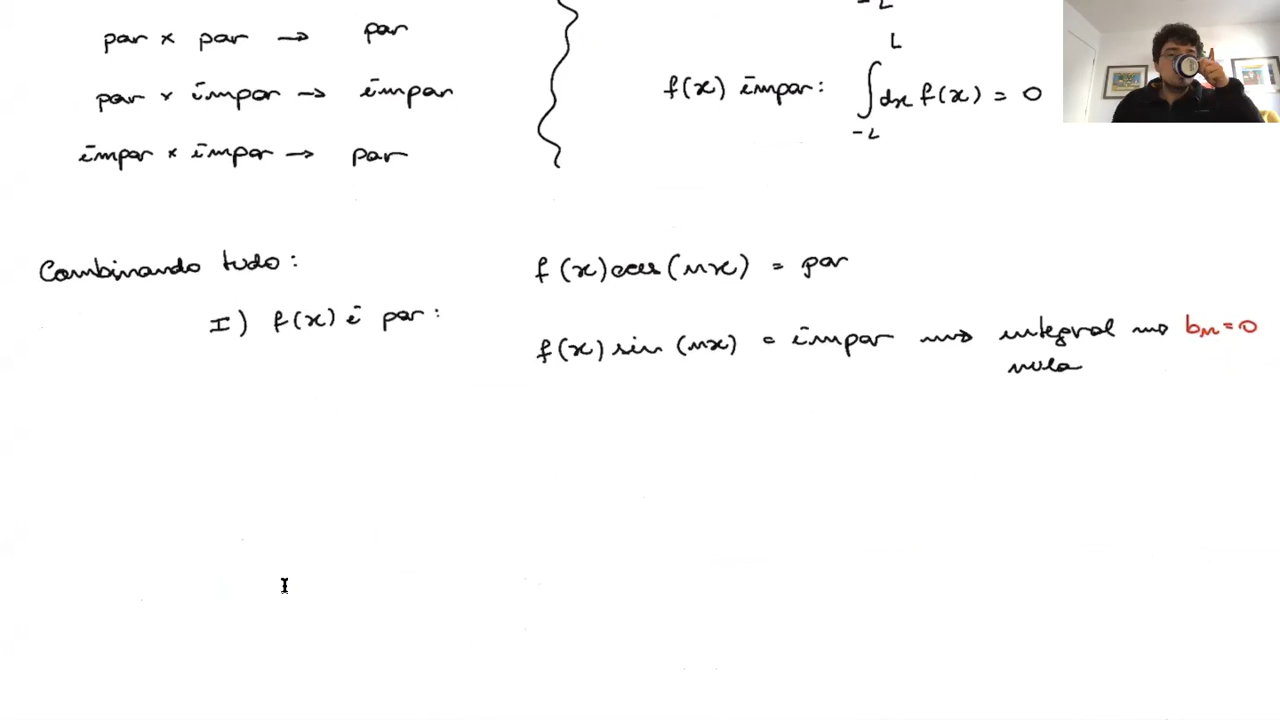 par × par → par
par × ímpar → ímpar
ímpar × ímpar → par
-L
f(x) ímpar: ∫_{-L}^{L} dx f(x) = 0
Combinando tudo:
I) f(x) é par:
f(x) cos(nx) = par
f(x) sin(nx) = ímpar ⟿ integral nula ⟿ bₙ = 0